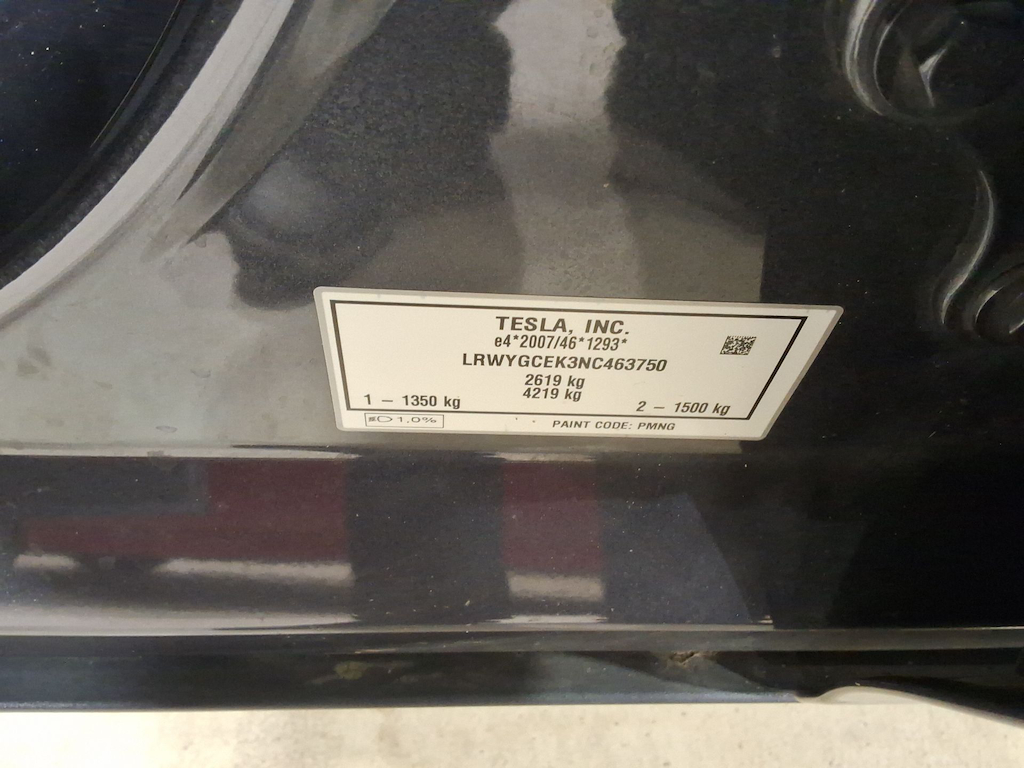 TESLA, INC.
e4*2007/46*1293*
LRWYGCEK3NC463750
2619 kg
4219 kg
1 – 1350 kg
2 – 1500 kg
1,0%
PAINT CODE: PMNG